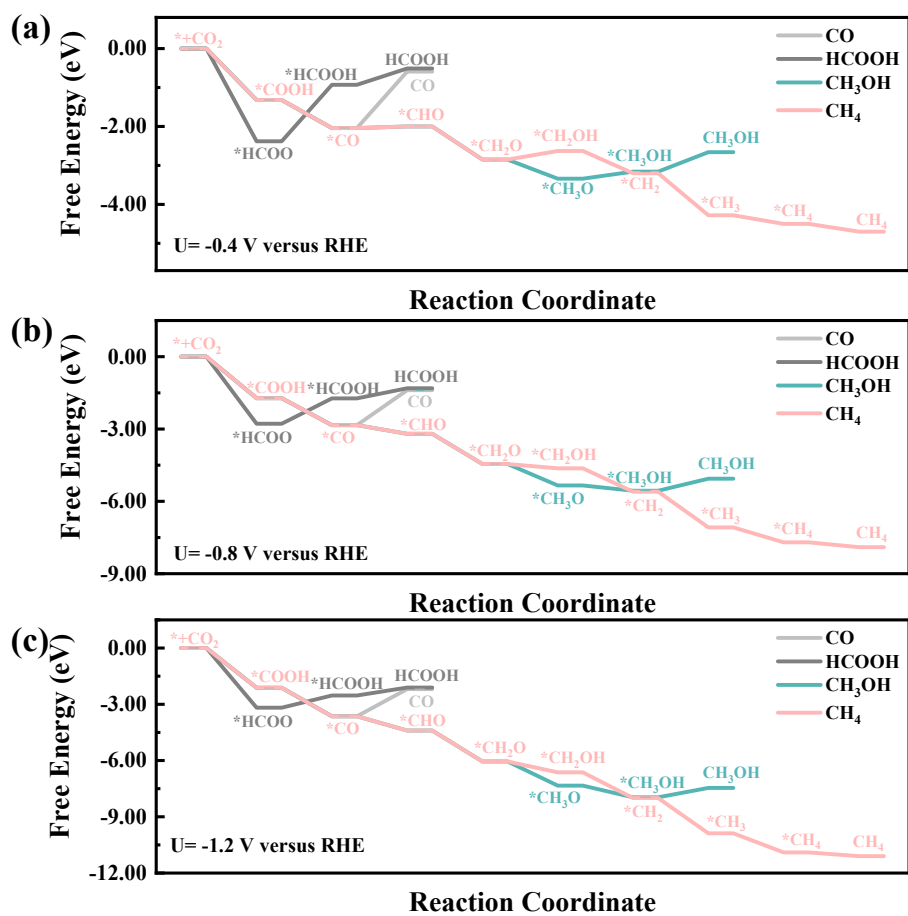 (a)
Free Energy (eV)
0.00
-2.00
-4.00
*+CO₂
*COOH
*HCOO
*HCOOH
HCOOH
CO
*CO
*CHO
*CH₂O
*CH₂OH
*CH₃O
*CH₃OH
*CH₂
CH₃OH
*CH₃
*CH₄
CH₄
CO
HCOOH
CH₃OH
CH₄
U= -0.4 V versus RHE
Reaction Coordinate
(b)
Free Energy (eV)
0.00
-3.00
-6.00
-9.00
*+CO₂
*COOH
*HCOO
*HCOOH
HCOOH
CO
*CO
*CHO
*CH₂O
*CH₂OH
*CH₃O
*CH₃OH
*CH₂
CH₃OH
*CH₃
*CH₄
CH₄
CO
HCOOH
CH₃OH
CH₄
U= -0.8 V versus RHE
Reaction Coordinate
(c)
Free Energy (eV)
0.00
-3.00
-6.00
-9.00
-12.00
*+CO₂
*COOH
*HCOO
*HCOOH
HCOOH
CO
*CO
*CHO
*CH₂O
*CH₂OH
*CH₃O
*CH₃OH
*CH₂
CH₃OH
*CH₃
*CH₄
CH₄
CO
HCOOH
CH₃OH
CH₄
U= -1.2 V versus RHE
Reaction Coordinate